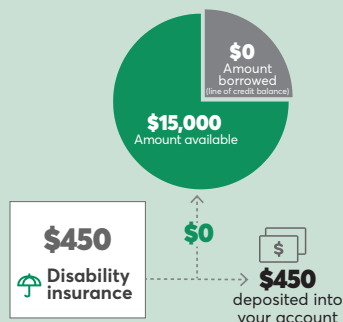 $0
Amount
borrowed
(line of credit balance)
$15,000
Amount available
$450
Disability
insurance
$0
$
$450
deposited into
your account